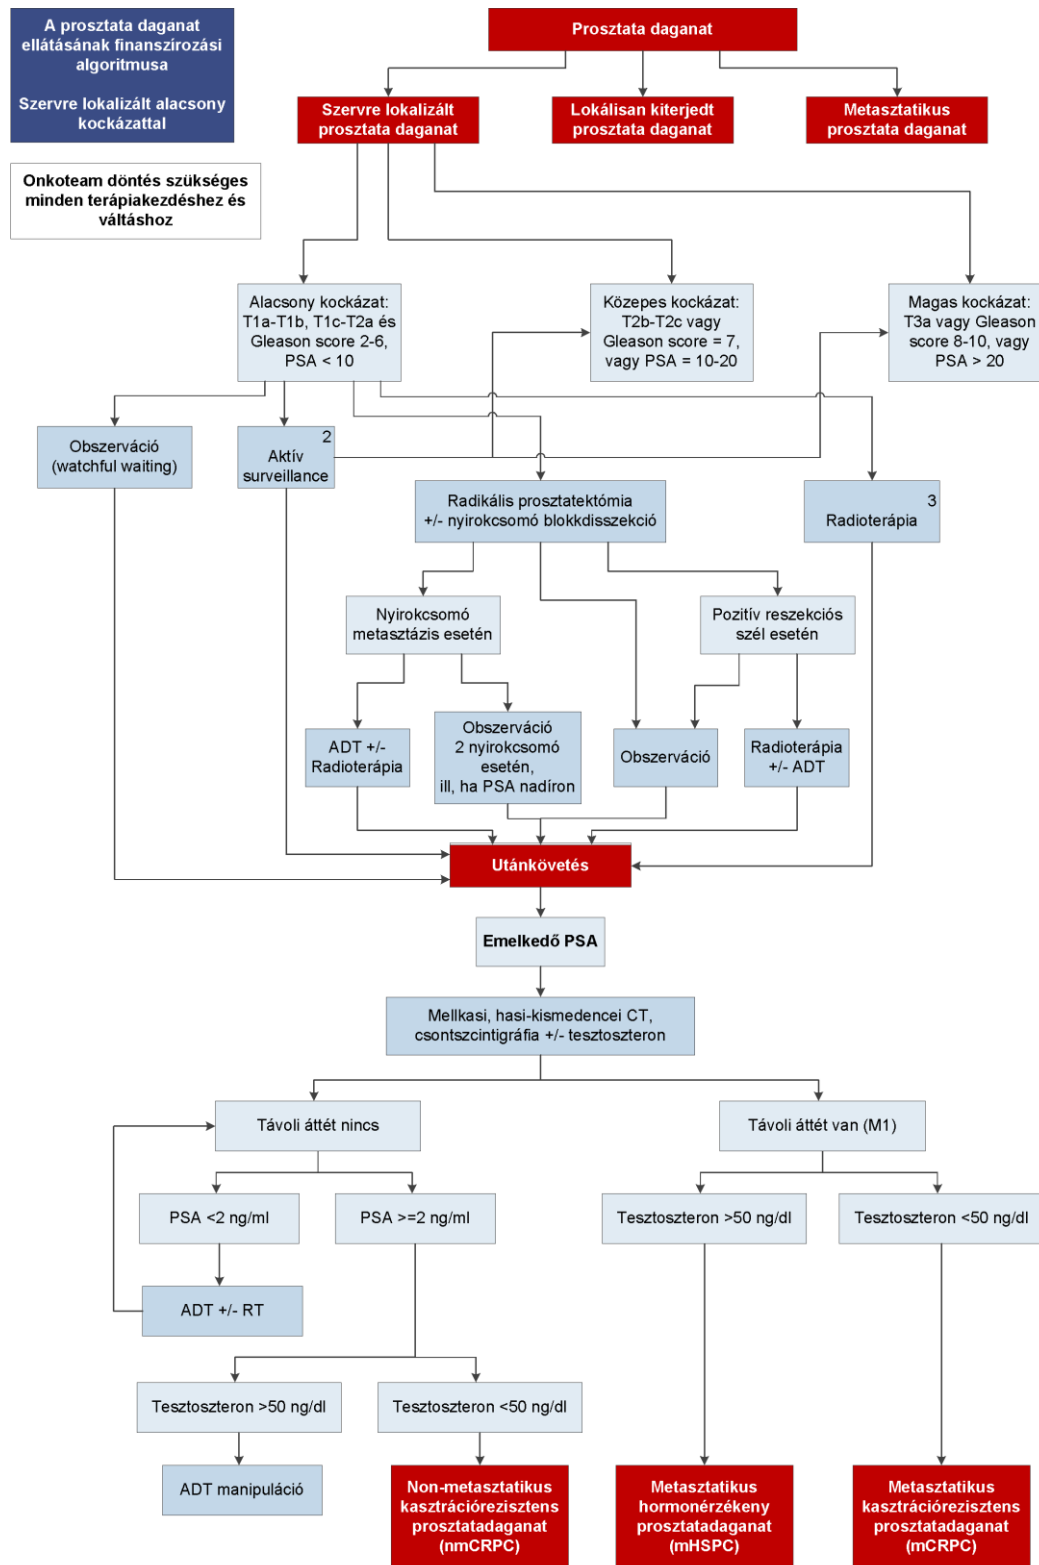 A prosztata daganat
ellátásának finanszírozási
algoritmusa
Szervre lokalizált alacsony
kockázattal
Prosztata daganat
Szervre lokalizált
prosztata daganat
Lokálisan kiterjedt
prosztata daganat
Metasztatikus
prosztata daganat
Onkoteam döntés szükséges
minden terápiakezdéshez és
váltáshoz
Alacsony kockázat:
T1a-T1b, T1c-T2a és
Gleason score 2-6,
PSA < 10
Közepes kockázat:
T2b-T2c vagy
Gleason score = 7,
vagy PSA = 10-20
Magas kockázat:
T3a vagy Gleason
score 8-10, vagy
PSA > 20
Obszerváció
(watchful waiting)
2
Aktív
surveillance
Radikális prosztatektómia
+/- nyirokcsomó blokkdisszekció
3
Radioterápia
Nyirokcsomó
metasztázis esetén
Pozitív reszekciós
szél esetén
ADT +/-
Radioterápia
Obszerváció
2 nyirokcsomó
esetén,
ill, ha PSA nadíron
Obszerváció
Radioterápia
+/- ADT
Utánkövetés
Emelkedő PSA
Mellkasi, hasi-kismedencei CT,
csontszcintigráfia +/- tesztoszteron
Távoli áttét nincs
Távoli áttét van (M1)
PSA <2 ng/ml
PSA >=2 ng/ml
Tesztoszteron >50 ng/dl
Tesztoszteron <50 ng/dl
ADT +/- RT
Tesztoszteron >50 ng/dl
Tesztoszteron <50 ng/dl
ADT manipuláció
Non-metasztatikus
kasztrációrezisztens
prosztatadaganat
(nmCRPC)
Metasztatikus
hormonérzékeny
prosztatadaganat
(mHSPC)
Metasztatikus
kasztrációrezisztens
prosztatadaganat
(mCRPC)